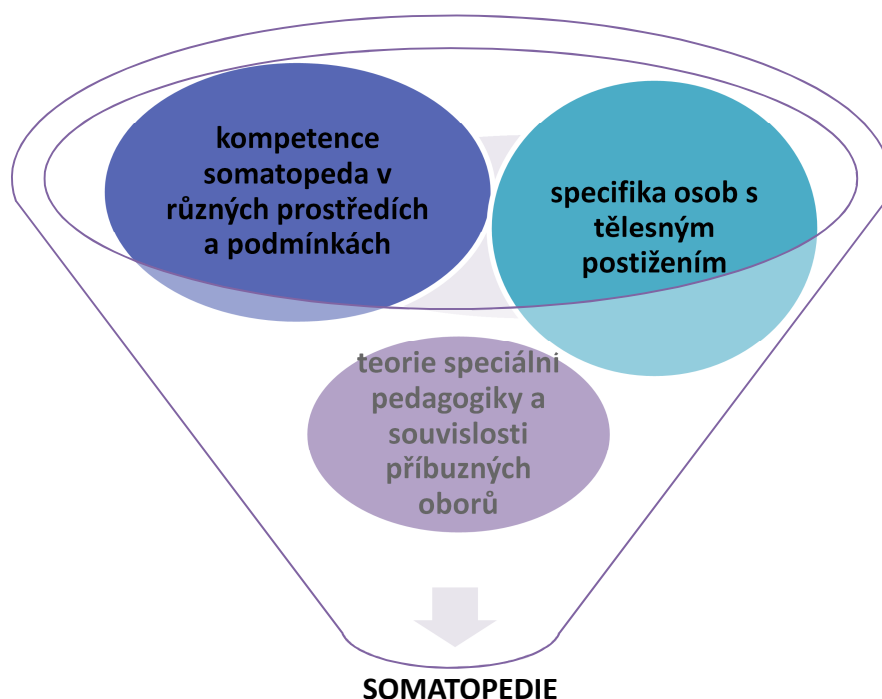 kompetence
somatopeda v
různých prostředích
a podmínkách
specifika osob s
tělesným
postižením
teorie speciální
pedagogiky a
souvislosti
příbuzných
oborů
SOMATOPEDIE